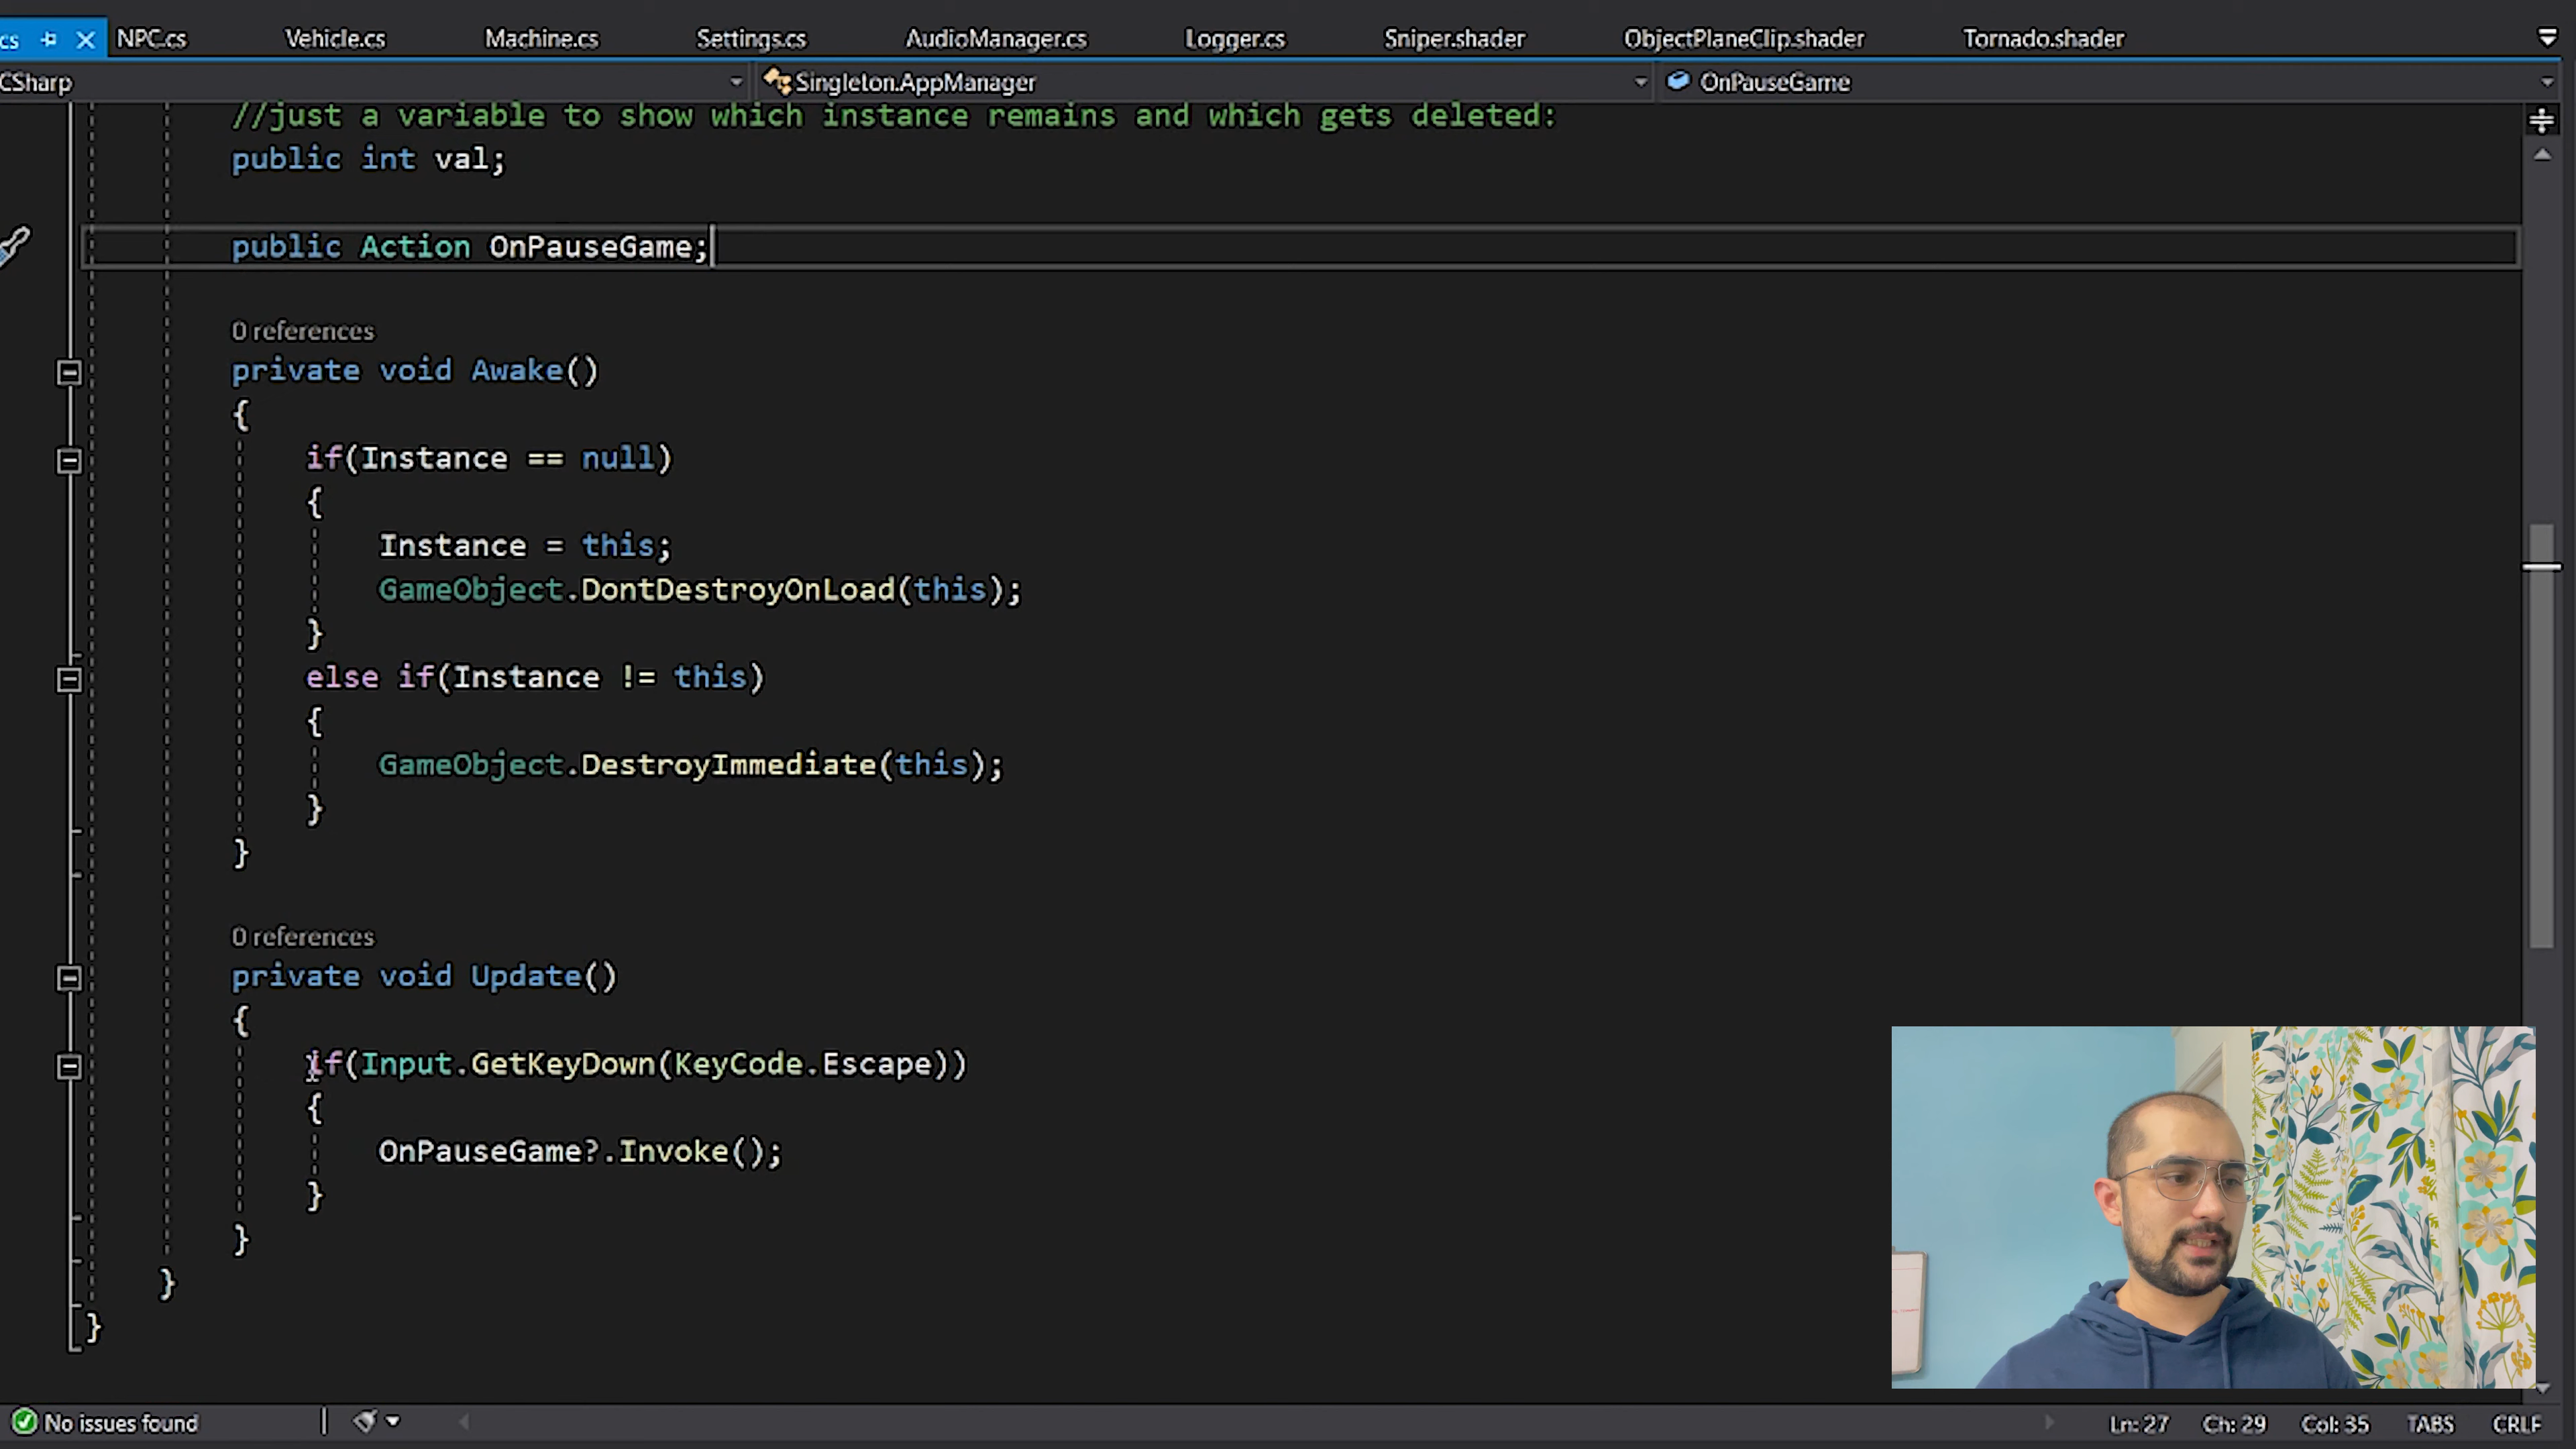 cs NPC.cs Vehicle.cs Machine.cs Settings.cs AudioManager.cs Logger.cs Sniper.shader ObjectPlaneClip.shader Tornado.shader
CSharp Singleton.AppManager OnPauseGame
//just a variable to show which instance remains and which gets deleted:
public int val;
public Action OnPauseGame;
0 references
private void Awake()
{
if(Instance == null)
{
Instance = this;
GameObject.DontDestroyOnLoad(this);
}
else if(Instance != this)
{
GameObject.DestroyImmediate(this);
}
}
0 references
private void Update()
{
if(Input.GetKeyDown(KeyCode.Escape))
{
OnPauseGame?.Invoke();
}
}
}
}
No issues found Ln: 27 Ch: 29 Col: 35 TABS CRLF